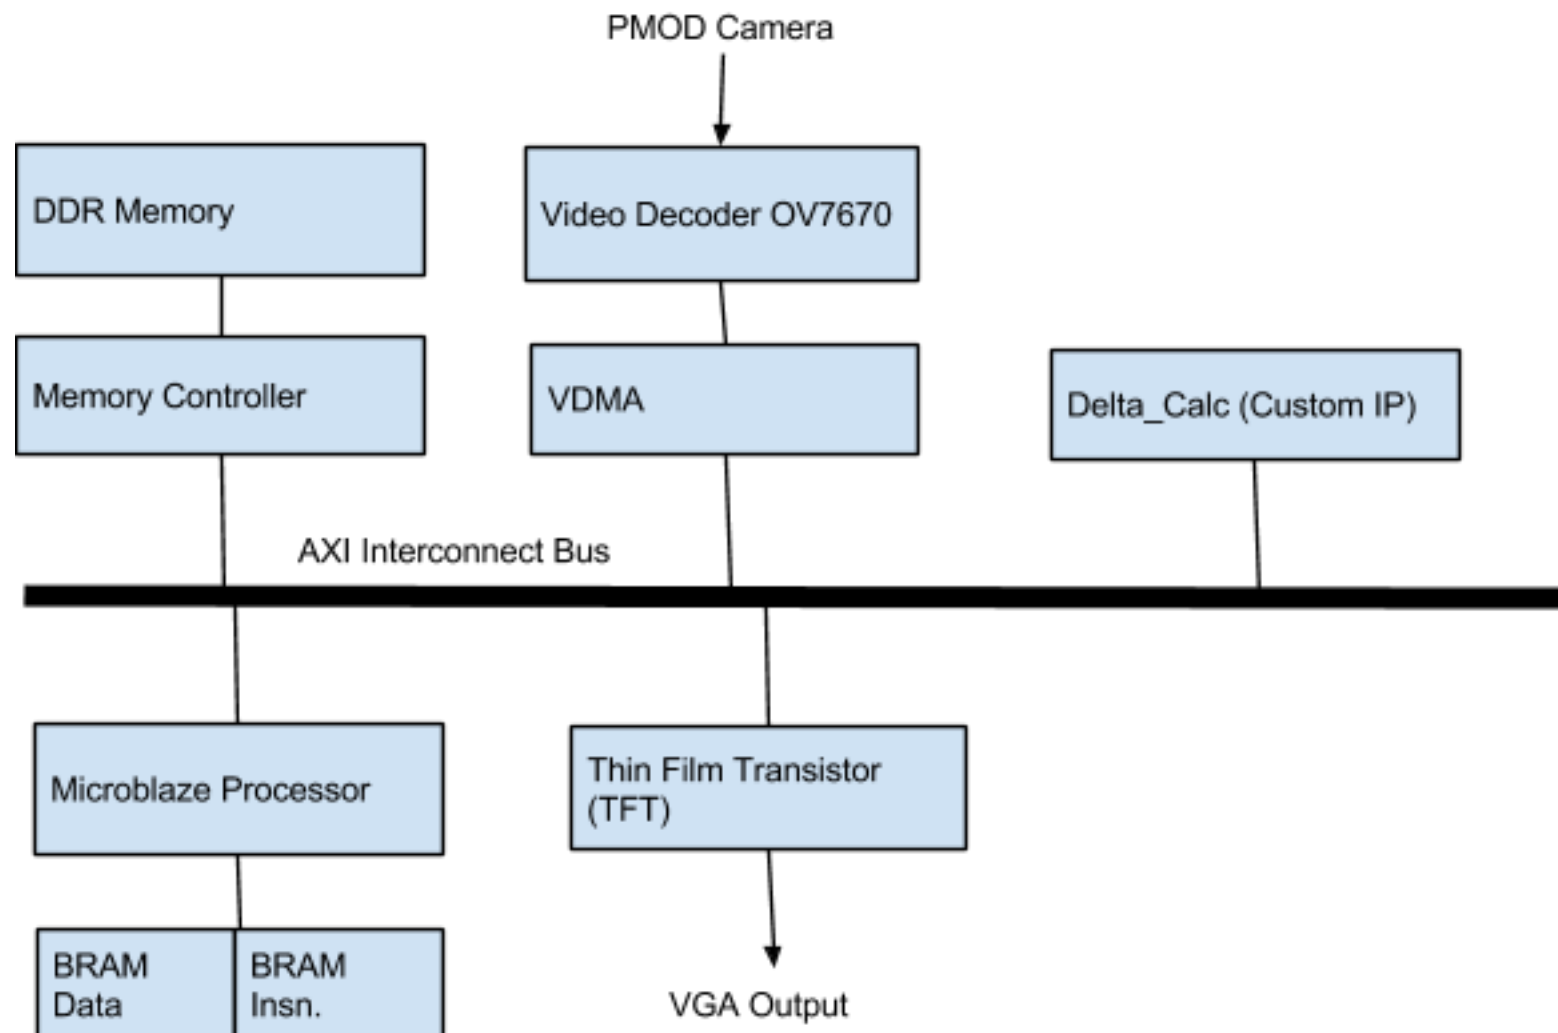 PMOD Camera
DDR Memory
Video Decoder OV7670
Memory Controller
VDMA
Delta_Calc (Custom IP)
AXI Interconnect Bus
Microblaze Processor
Thin Film Transistor
(TFT)
BRAM
Data
BRAM
Insn.
VGA Output